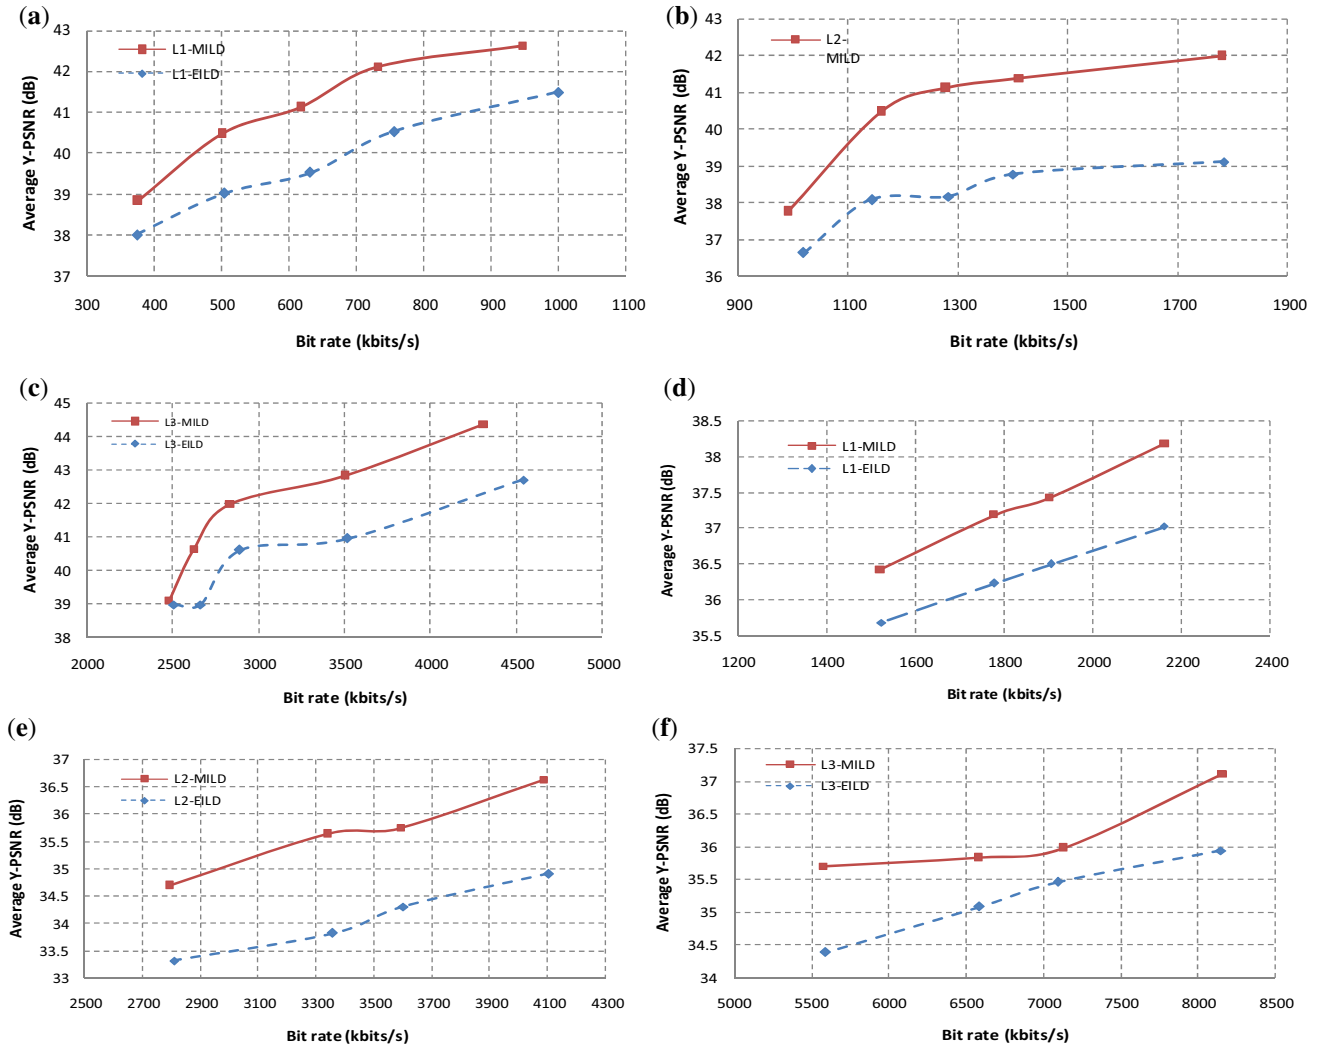 (a)
43
42
41
40
39
38
37
Average Y-PSNR (dB)
L1-MILD
L1-EILD
300 400 500 600 700 800 900 1000 1100
Bit rate (kbits/s)
(b)
43
42
41
40
39
38
37
36
Average Y-PSNR (dB)
L2-
MILD
900 1100 1300 1500 1700 1900
Bit rate (kbits/s)
(c)
45
44
43
42
41
40
39
38
Average Y-PSNR (dB)
L3-MILD
L3-EILD
2000 2500 3000 3500 4000 4500 5000
Bit rate (kbits/s)
(d)
38.5
38
37.5
37
36.5
36
35.5
Average Y-PSNR (dB)
L1-MILD
L1-EILD
1200 1400 1600 1800 2000 2200 2400
Bit rate (kbits/s)
(e)
37
36.5
36
35.5
35
34.5
34
33.5
33
Average Y-PSNR (dB)
L2-MILD
L2-EILD
2500 2700 2900 3100 3300 3500 3700 3900 4100 4300
Bit rate (kbits/s)
(f)
37.5
37
36.5
36
35.5
35
34.5
34
Average Y-PSNR (dB)
L3-MILD
L3-EILD
5000 5500 6000 6500 7000 7500 8000 8500
Bit rate (kbits/s)